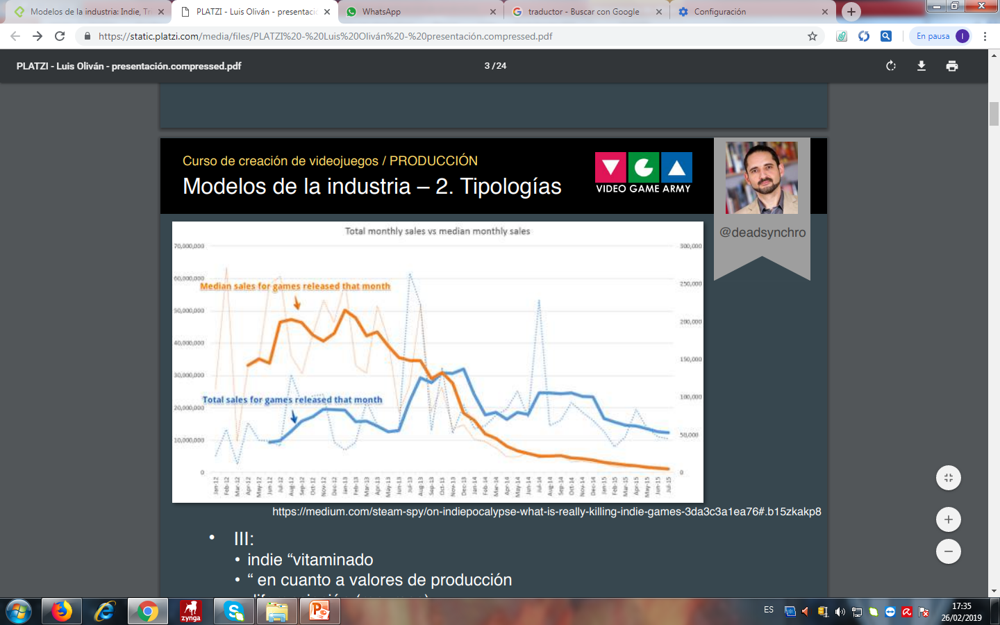 Modelos de la industria: Indie, Tr
PLATZI - Luis Oliván - presentació
WhatsApp
traductor - Buscar con Google
Configuración
https://static.platzi.com/media/files/PLATZI%20-%20Luis%20Oliván%20-%20presentación.compressed.pdf
En pausa
I
PLATZI - Luis Oliván - presentación.compressed.pdf
3 / 24
Curso de creación de videojuegos / PRODUCCIÓN
Modelos de la industria – 2. Tipologías
VIDEO GAME ARMY
@deadsynchro
Total monthly sales vs median monthly sales
70,000,000
60,000,000
50,000,000
40,000,000
30,000,000
20,000,000
10,000,000
0
300,000
250,000
200,000
150,000
100,000
50,000
0
Median sales for games released that month
Total sales for games released that month
Jan-12
Feb-12
Mar-12
Apr-12
May-12
Jun-12
Jul-12
Aug-12
Sep-12
Oct-12
Nov-12
Dec-12
Jan-13
Feb-13
Mar-13
Apr-13
May-13
Jun-13
Jul-13
Aug-13
Sep-13
Oct-13
Nov-13
Dec-13
Jan-14
Feb-14
Mar-14
Apr-14
May-14
Jun-14
Jul-14
Aug-14
Sep-14
Oct-14
Nov-14
Dec-14
Jan-15
Feb-15
Mar-15
Apr-15
May-15
Jun-15
Jul-15
https://medium.com/steam-spy/on-indiepocalypse-what-is-really-killing-indie-games-3da3c3a1ea76#.b15zkakp8
• III:
• indie “vitaminado
• “ en cuanto a valores de producción
zynga
ES
17:35
26/02/2019